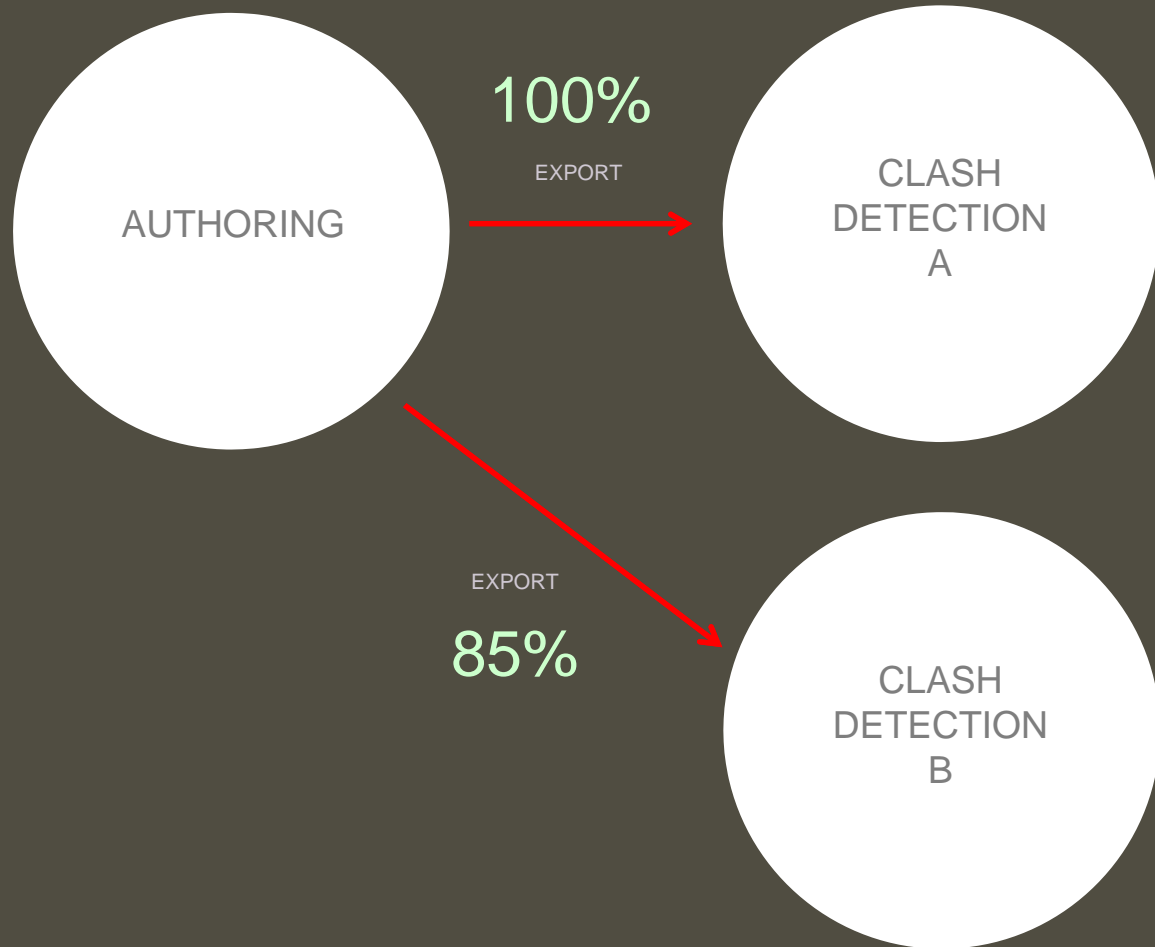 AUTHORING
100%
EXPORT
CLASH
DETECTION
A
EXPORT
85%
CLASH
DETECTION
B